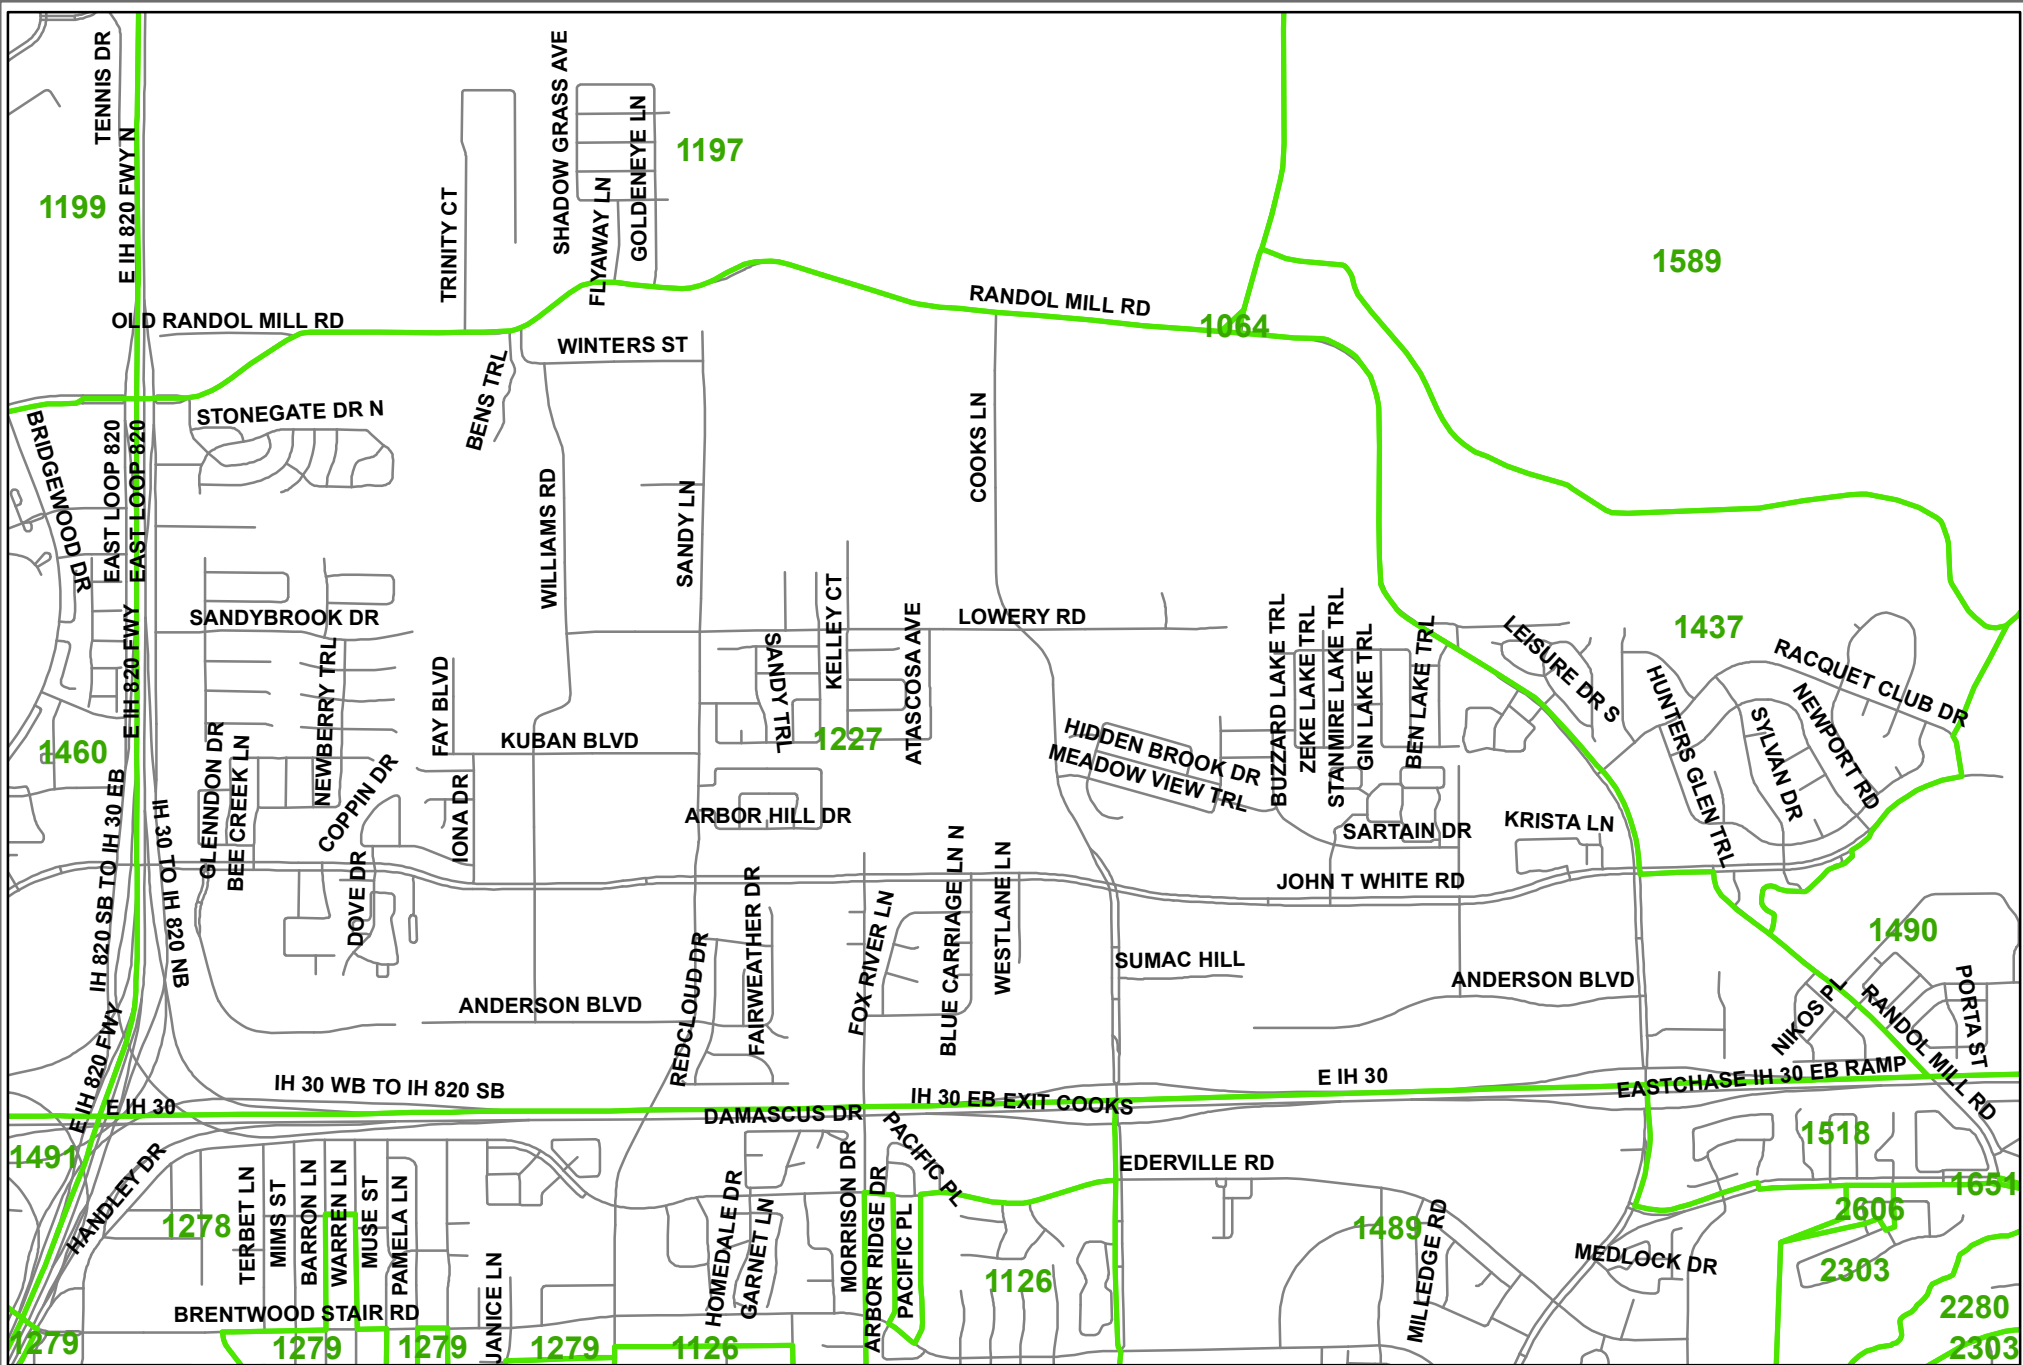 TENNIS DR
E IH 820 FWY N
SHADOW GRASS AVE
GOLDENEYE LN
FLYAWAY LN
TRINITY CT
1197
1199
1589
OLD RANDOL MILL RD
RANDOL MILL RD
1064
WINTERS ST
BENS TRL
STONEGATE DR N
BRIDGEWOOD DR
EAST LOOP 820
EAST LOOP 820
COOKS LN
WILLIAMS RD
SANDY LN
E IH 820 FWY
SANDYBROOK DR
NEWBERRY TRL
FAY BLVD
SANDY TRL
KELLEY CT
ATASCOSA AVE
LOWERY RD
BUZZARD LAKE TRL
ZEKE LAKE TRL
STANMIRE LAKE TRL
GIN LAKE TRL
BEN LAKE TRL
LEISURE DR S
1437
RACQUET CLUB DR
HUNTERS GLEN TRL
SYLVAN DR
NEWPORT RD
1460
GLENNDON DR
BEE CREEK LN
COPPIN DR
KUBAN BLVD
IONA DR
1227
HIDDEN BROOK DR
MEADOW VIEW TRL
ARBOR HILL DR
SARTAIN DR
KRISTA LN
IH 820 SB TO IH 30 EB
IH 30 TO IH 820 NB
DOVE DR
JOHN T WHITE RD
FAIRWEATHER DR
REDCLOUD DR
FOX RIVER LN
BLUE CARRIAGE LN N
WESTLANE LN
SUMAC HILL
ANDERSON BLVD
ANDERSON BLVD
1490
NIKOS PL
RANDOL MILL RD
PORTA ST
E IH 820 FWY
E IH 30
IH 30 WB TO IH 820 SB
DAMASCUS DR
IH 30 EB EXIT COOKS
E IH 30
EASTCHASE IH 30 EB RAMP
1491
HANDLEY DR
1278
TERBET LN
MIMS ST
BARRON LN
WARREN LN
MUSE ST
PAMELA LN
JANICE LN
HOMEDALE DR
GARNET LN
MORRISON DR
ARBOR RIDGE DR
PACIFIC PL
PACIFIC PL
EDERVILLE RD
1518
1651
2606
1489
MILLEDGE RD
MEDLOCK DR
2303
1126
2280
BRENTWOOD STAIR RD
1279
1279
1279
1279
1126
2303